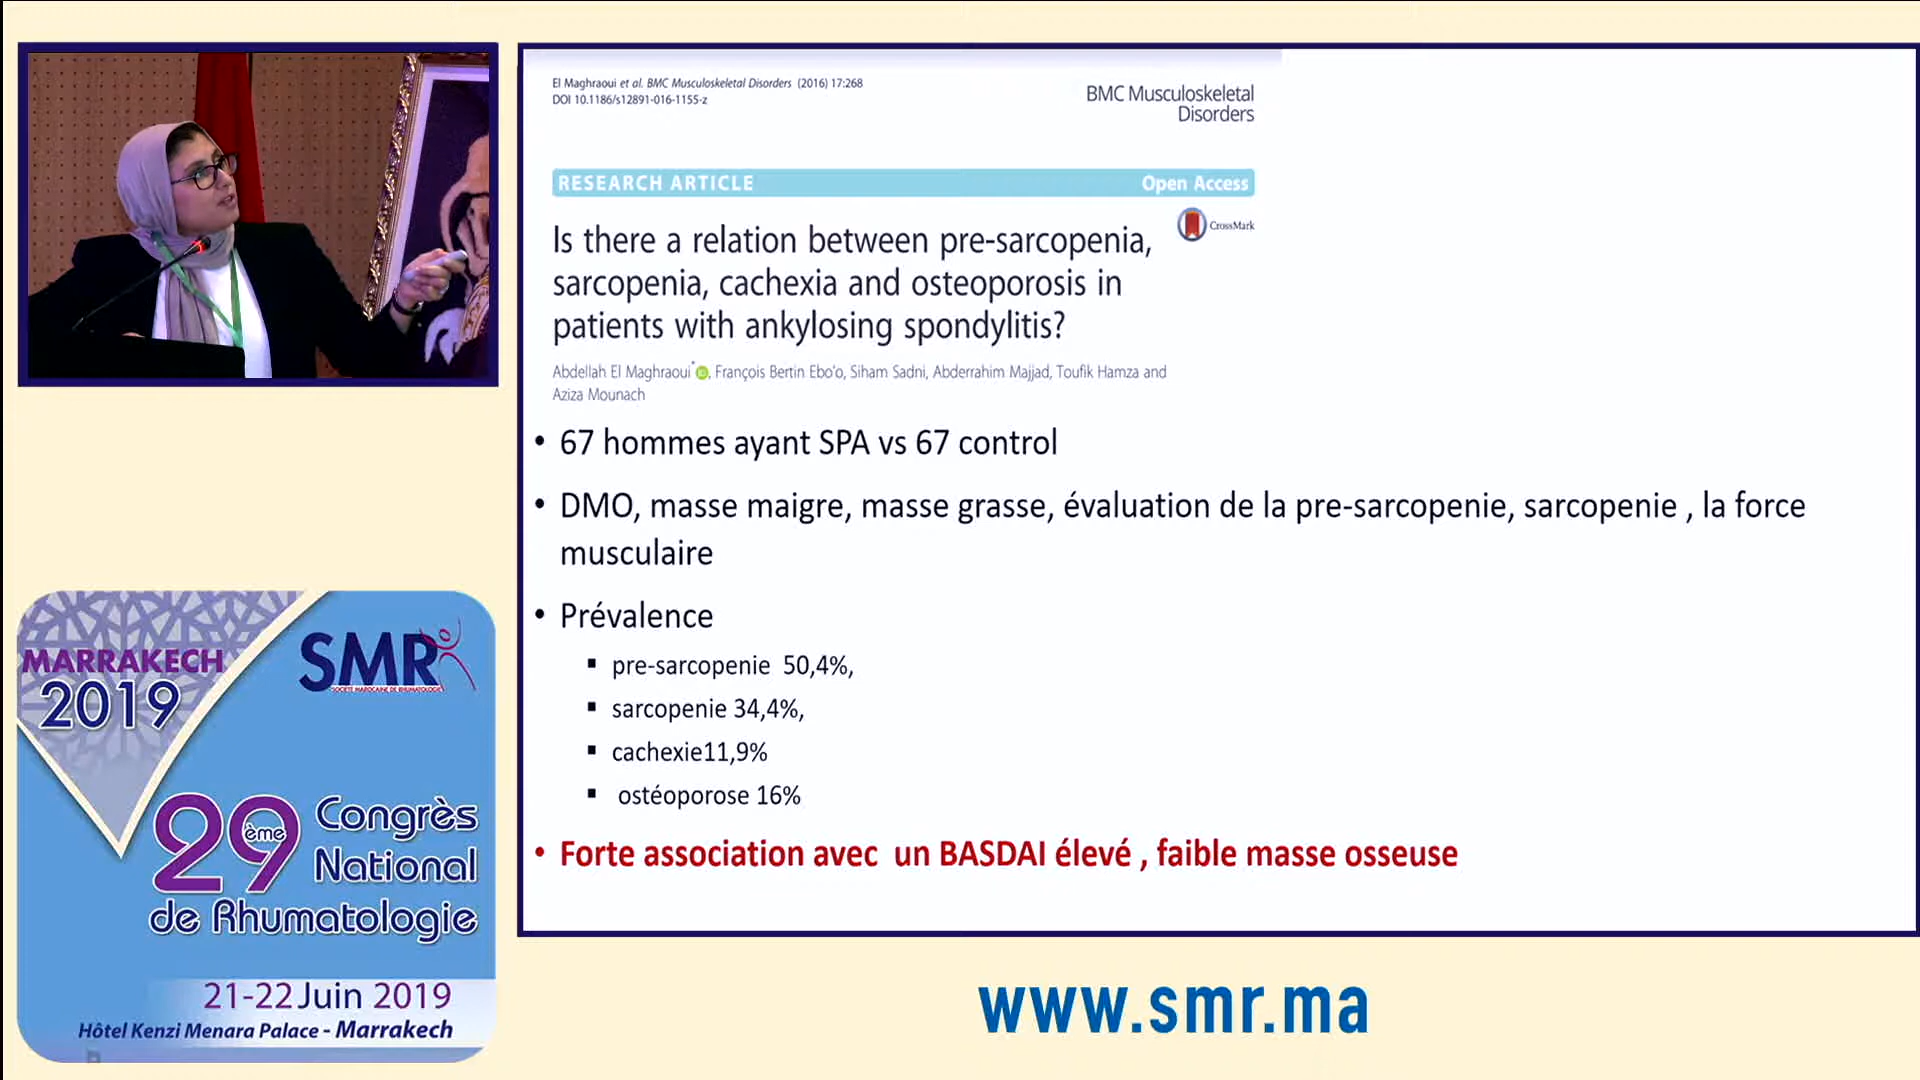 El Maghraoui et al. BMC Musculoskeletal Disorders (2016) 17:268
DOI 10.1186/s12891-016-1155-z
BMC Musculoskeletal
Disorders
RESEARCH ARTICLE
Open Access
CrossMark
Is there a relation between pre-sarcopenia,
sarcopenia, cachexia and osteoporosis in
patients with ankylosing spondylitis?
Abdellah El Maghraoui*, François Bertin Ebo'o, Siham Sadni, Abderrahim Majjad, Toufik Hamza and
Aziza Mounach
• 67 hommes ayant SPA vs 67 control
• DMO, masse maigre, masse grasse, évaluation de la pre-sarcopenie, sarcopenie , la force
musculaire
• Prévalence
▪ pre-sarcopenie 50,4%,
▪ sarcopenie 34,4%,
▪ cachexie11,9%
▪ ostéoporose 16%
• Forte association avec un BASDAI élevé , faible masse osseuse
MARRAKECH
2019
SMR
SOCIÉTÉ MAROCAINE DE RHUMATOLOGIE
29ème Congrès
National
de Rhumatologie
21-22 Juin 2019
Hôtel Kenzi Menara Palace - Marrakech
www.smr.ma